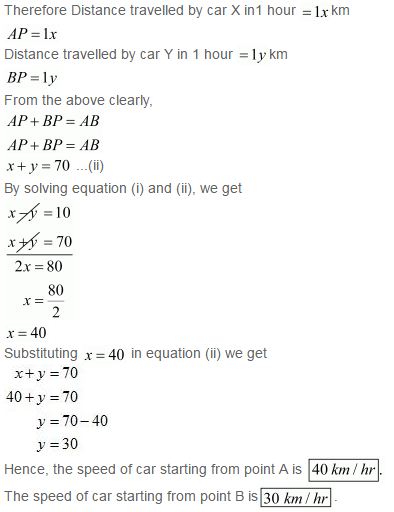 Therefore Distance travelled by car X in1 hour = 1x km
AP = 1x
Distance travelled by car Y in 1 hour = 1y km
BP = 1y
From the above clearly,
AP + BP = AB
AP + BP = AB
x + y = 70 ...(ii)
By solving equation (i) and (ii), we get
x - y = 10
x + y = 70
2x = 80
x = 80/2
x = 40
Substituting x = 40 in equation (ii) we get
x + y = 70
40 + y = 70
y = 70 - 40
y = 30
Hence, the speed of car starting from point A is 40 km / hr.
The speed of car starting from point B is 30 km / hr.